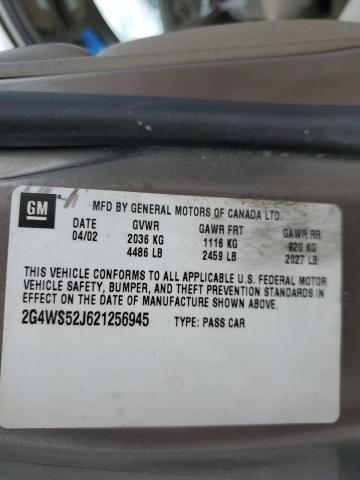 GM
MFD BY GENERAL MOTORS OF CANADA LTD.
DATE GVWR GAWR FRT GAWR RR
04/02 2036 KG 1116 KG 920 KG
4486 LB 2459 LB 2027 LB
THIS VEHICLE CONFORMS TO ALL APPLICABLE U.S. FEDERAL MOTOR
VEHICLE SAFETY, BUMPER, AND THEFT PREVENTION STANDARDS IN
EFFECT ON THE DATE OF MANUFACTURE SHOWN ABOVE.
2G4WS52J621256945 TYPE: PASS CAR